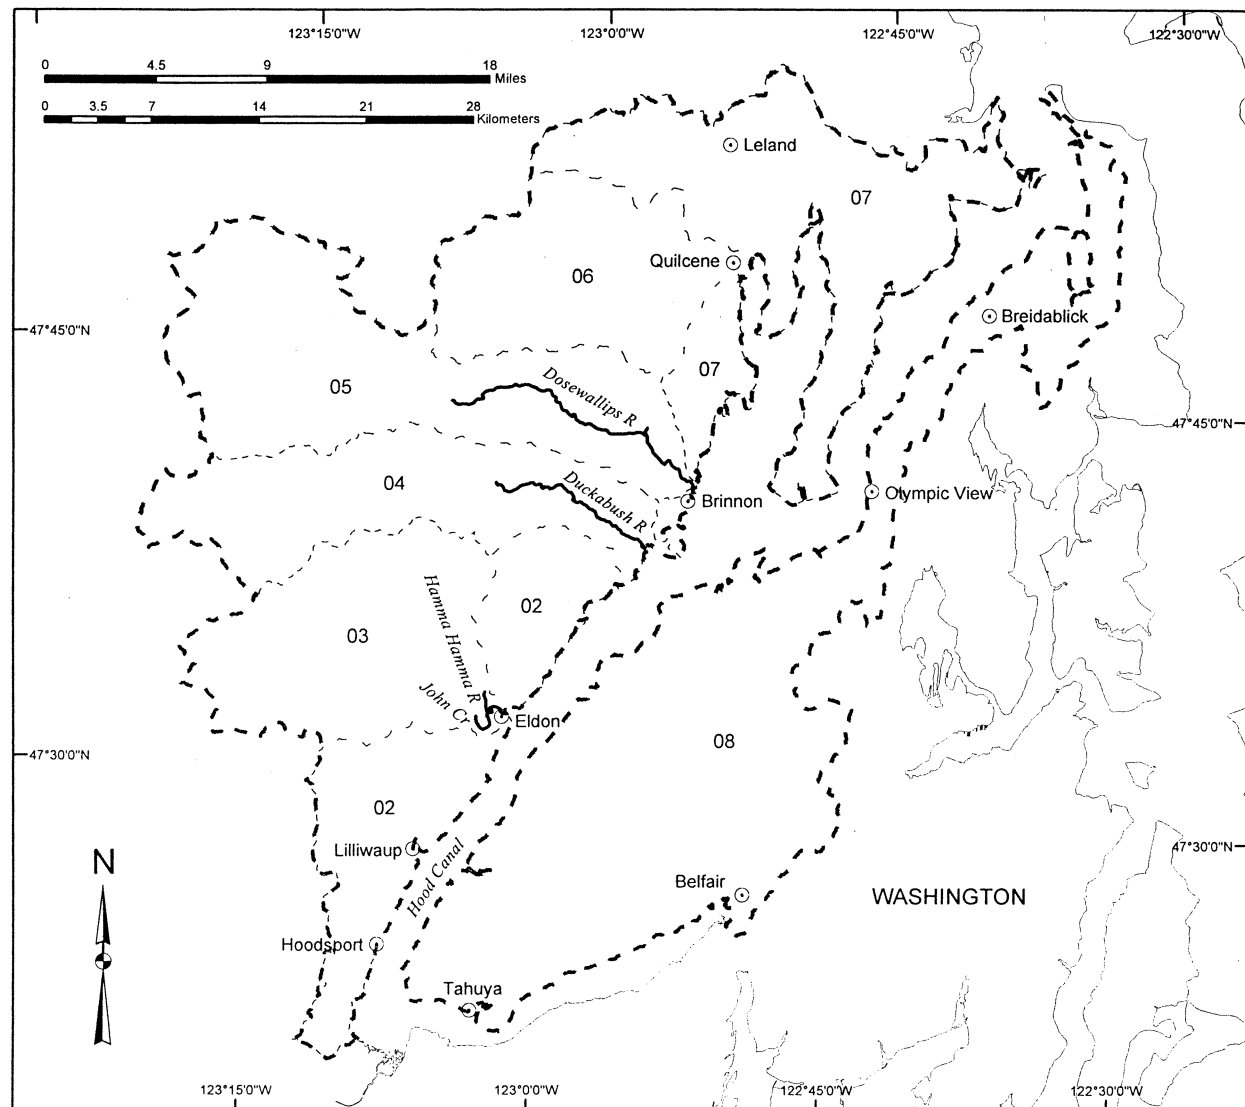 123°15'0"W 123°0'0"W 122°45'0"W 122°30'0"W
0 4.5 9 18
Miles
0 3.5 7 14 21 28
Kilometers
Leland
07
Quilcene
06
Breidablick
47°45'0"N
07
05
Dosewallips R
47°45'0"N
04
Duckabush R
Brinnon
Olympic View
Hamma Hamma R
02
03
John Cr
Eldon
08
47°30'0"N
02
Lilliwaup
47°30'0"N
N
Hood Canal
Belfair
WASHINGTON
Hoodsport
Tahuya
123°15'0"W 123°0'0"W 122°45'0"W 122°30'0"W